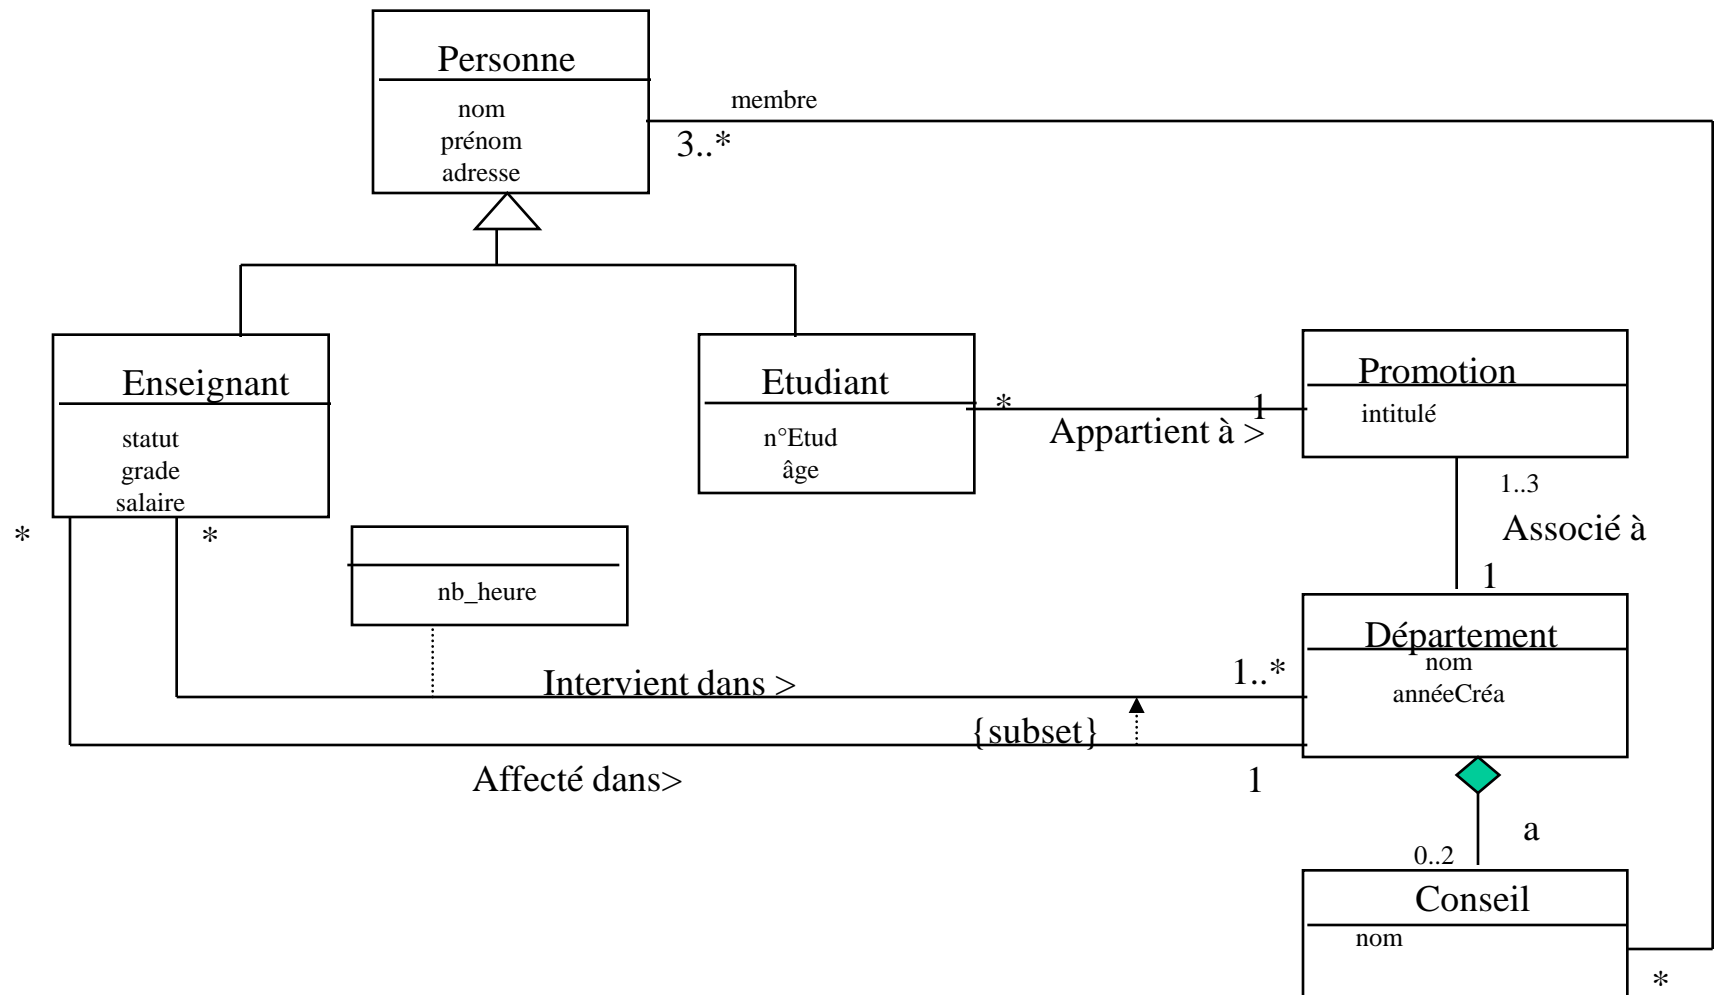 Personne
nom
prénom
adresse
membre
3..*
Enseignant
statut
grade
salaire
Etudiant
n°Etud
âge
* 1
Appartient à >
Promotion
intitulé
1..3
Associé à
1
* *
nb_heure
Département
nom
annéeCréa
Intervient dans >
1..*
{subset}
Affecté dans>
1
a
0..2
Conseil
nom
*